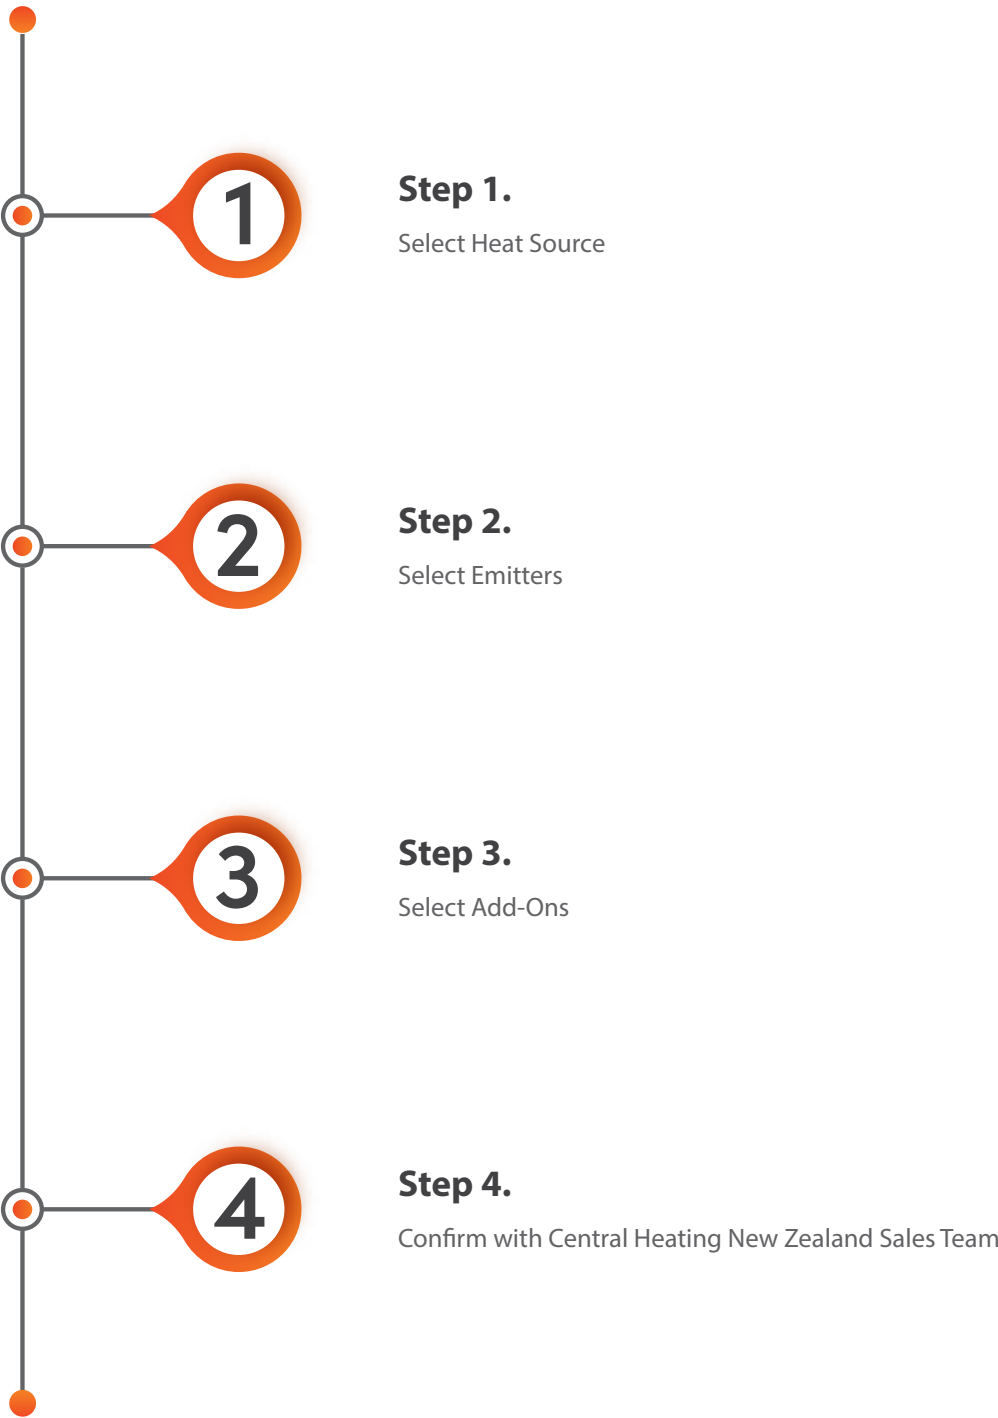 1
Step 1.
Select Heat Source
2
Step 2.
Select Emitters
3
Step 3.
Select Add-Ons
4
Step 4.
Confirm with Central Heating New Zealand Sales Team